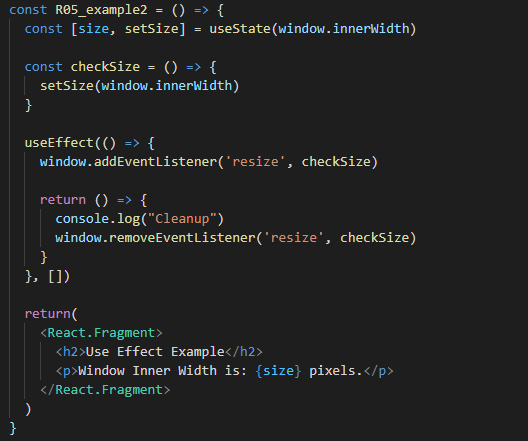 const R05_example2 = () => {
const [size, setSize] = useState(window.innerWidth)
const checkSize = () => {
setSize(window.innerWidth)
}
useEffect(() => {
window.addEventListener('resize', checkSize)
return () => {
console.log("Cleanup")
window.removeEventListener('resize', checkSize)
}
}, [])
return(
<React.Fragment>
<h2>Use Effect Example</h2>
<p>Window Inner Width is: {size} pixels.</p>
</React.Fragment>
)
}